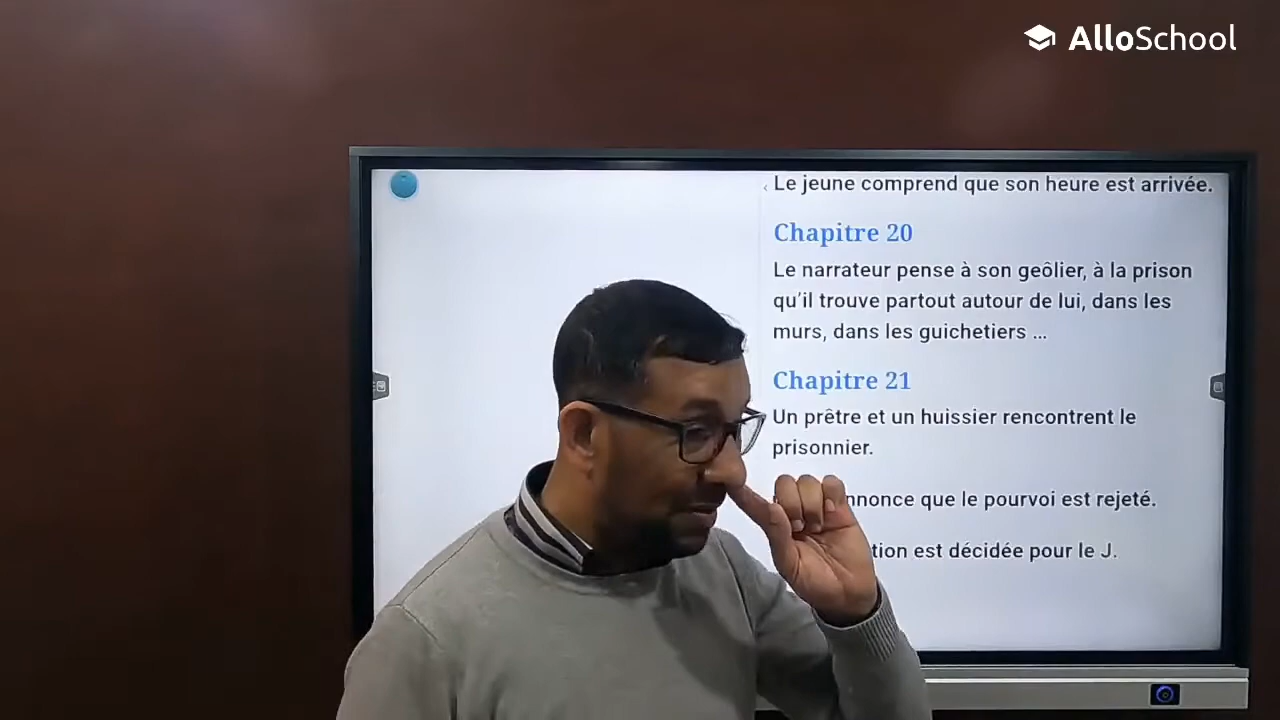 AlloSchool
Le jeune comprend que son heure est arrivée.
Chapitre 20
Le narrateur pense à son geôlier, à la prison
qu'il trouve partout autour de lui, dans les
murs, dans les guichetiers ...
Chapitre 21
Un prêtre et un huissier rencontrent le
prisonnier.
que le pourvoi est rejeté.
est décidée pour le J.